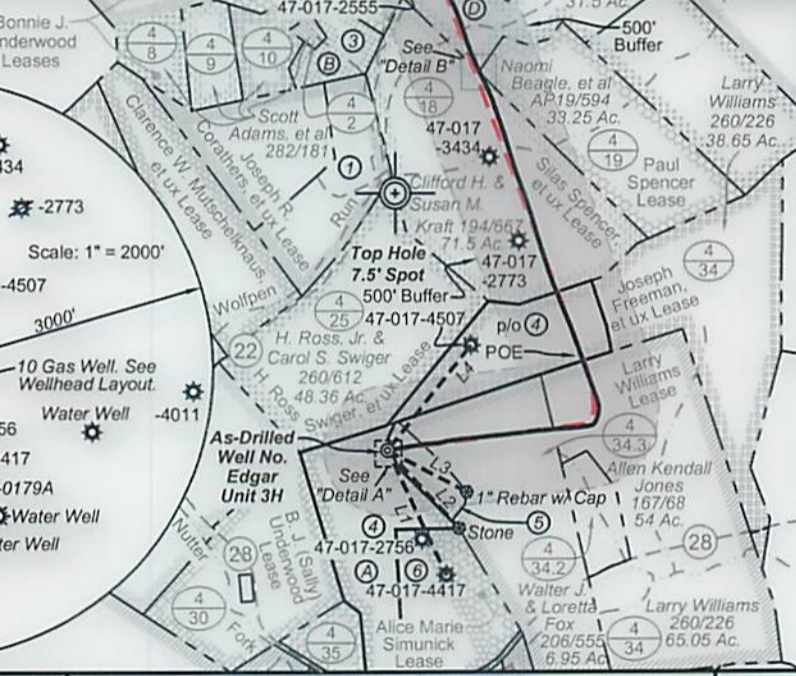 47-017-2555
Bonnie J.
Underwood
Leases
4
8
4
9
4
10
3
B
D
See
"Detail B"
31.5 Ac.
500'
Buffer
Scott
Adams, et al
282/181
4
2
4
18
47-017
-3434
Naomi
Beagle, et al
AP19/594
33.25 Ac.
Larry
Williams
260/226
38.65 Ac.
4
19
Paul
Spencer
Lease
Clarence W. Mutschelknaus,
et ux Lease
Corathers, et ux Lease
Joseph R.
1
Run
Clifford H. &
Susan M.
Kraft 194/667
71.5 Ac.
Silas Spencer,
et ux Lease
-3434
-2773
Scale: 1" = 2000'
-4507
3000'
Top Hole
7.5' Spot
500' Buffer
47-017
-2773
4
34
Joseph
Freeman,
et ux Lease
Wolfpen
4
25
47-017-4507
p/o 4
POE
22
H. Ross, Jr. &
Carol S. Swiger
260/612
48.36 Ac.
H. Ross
Swiger, et ux Lease
L4
10 Gas Well. See
Wellhead Layout.
Water Well
-4011
Larry
Williams
Lease
As-Drilled
Well No.
Edgar
Unit 3H
See
"Detail A"
L3
L2
L1
4
34.3
Allen Kendall
Jones
167/68
54 Ac.
1" Rebar w/ Cap
Stone
5
417
-0179A
Water Well
Water Well
Nutter
28
B. J. (Sally)
Underwood
Lease
4
47-017-2756
A
6
47-017-4417
4
34.2
28
4
30
Fork
4
35
Alice Marie
Simunick
Lease
Walter J.
& Loretta
Fox
206/555
6.95 Ac.
4
34
Larry Williams
260/226
65.05 Ac.